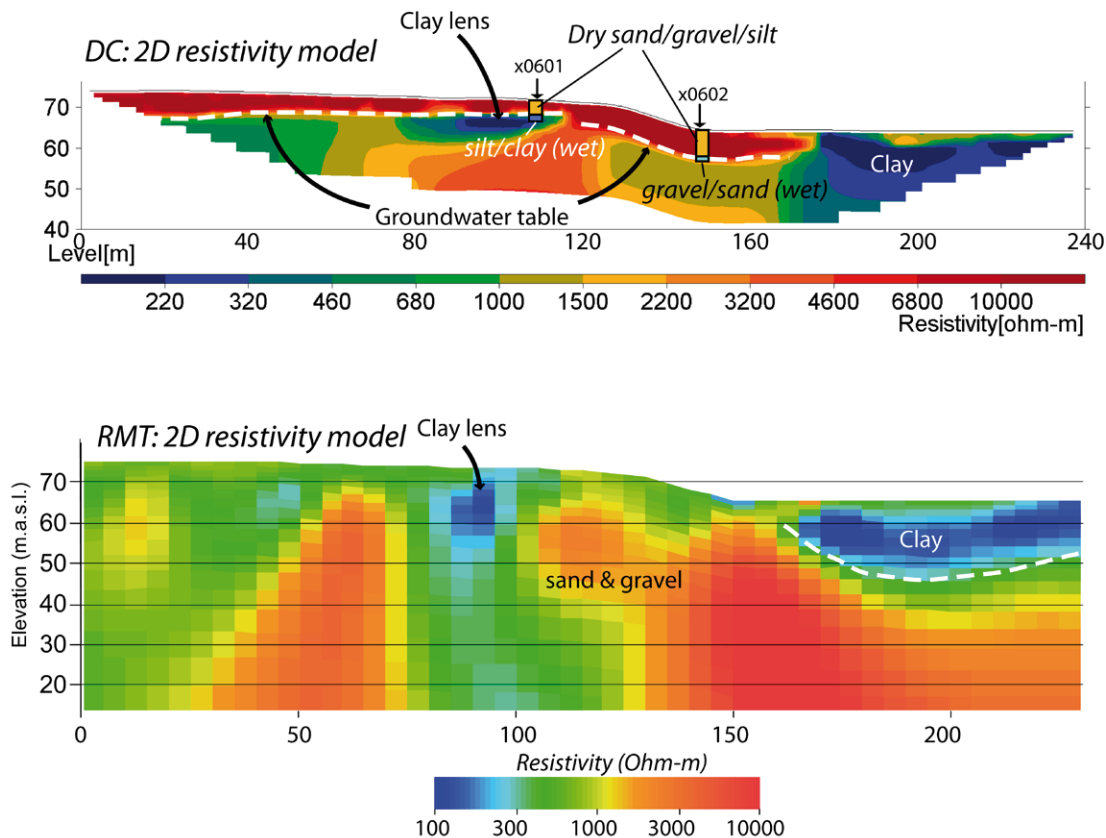 Clay lens
Dry sand/gravel/silt
DC: 2D resistivity model
x0601
x0602
70
60
50
40
silt/clay (wet)
Clay
gravel/sand (wet)
Groundwater table
0 40 80 120 160 200 240
Level[m]
220 320 460 680 1000 1500 2200 3200 4600 6800 10000
Resistivity[ohm-m]
RMT: 2D resistivity model
Clay lens
Elevation (m.a.s.l.)
70
60
50
40
30
20
Clay
sand & gravel
0 50 100 150 200
Resistivity (Ohm-m)
100 300 1000 3000 10000